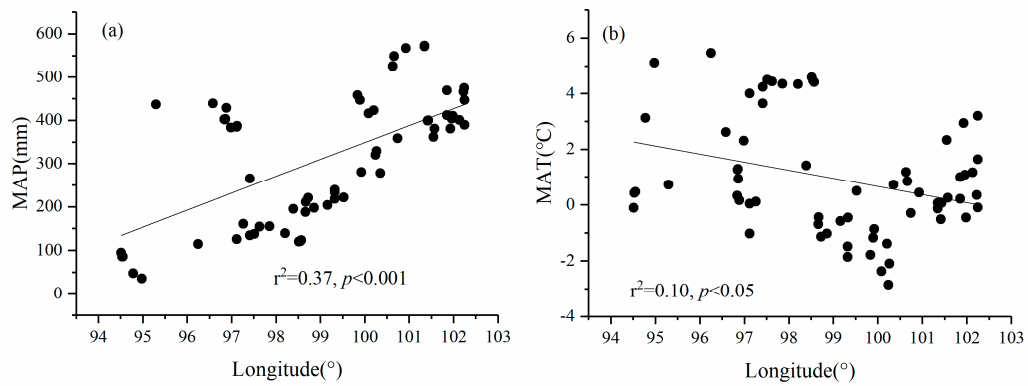 (a)
MAP(mm)
600
500
400
300
200
100
0
r²=0.37, p<0.001
94 95 96 97 98 99 100 101 102 103
Longitude(°)
(b)
MAT(℃)
6
4
2
0
-2
-4
r²=0.10, p<0.05
94 95 96 97 98 99 100 101 102 103
Longitude(°)